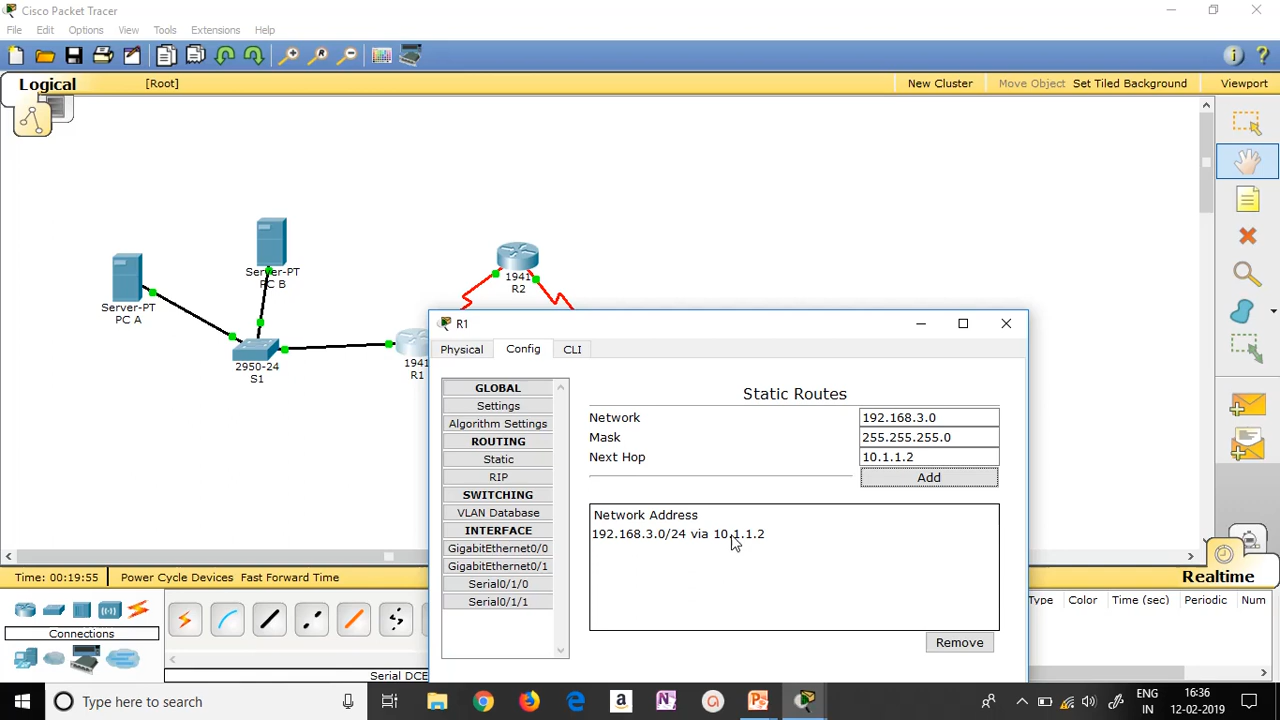 Cisco Packet Tracer
File Edit Options View Tools Extensions Help
Logical [Root] New Cluster Move Object Set Tiled Background Viewport
Server-PT
PC B
Server-PT
PC A
1941
R2
2950-24
S1
1941
R1
R1
Physical Config CLI
GLOBAL
Settings
Algorithm Settings
ROUTING
Static
RIP
SWITCHING
VLAN Database
INTERFACE
GigabitEthernet0/0
GigabitEthernet0/1
Serial0/1/0
Serial0/1/1
Static Routes
Network 192.168.3.0
Mask 255.255.255.0
Next Hop 10.1.1.2
Add
Network Address
192.168.3.0/24 via 10.1.1.2
Remove
Time: 00:19:55 Power Cycle Devices Fast Forward Time Realtime
Type Color Time (sec) Periodic Num
Connections
Serial DCE
Type here to search
ENG
IN
16:36
12-02-2019